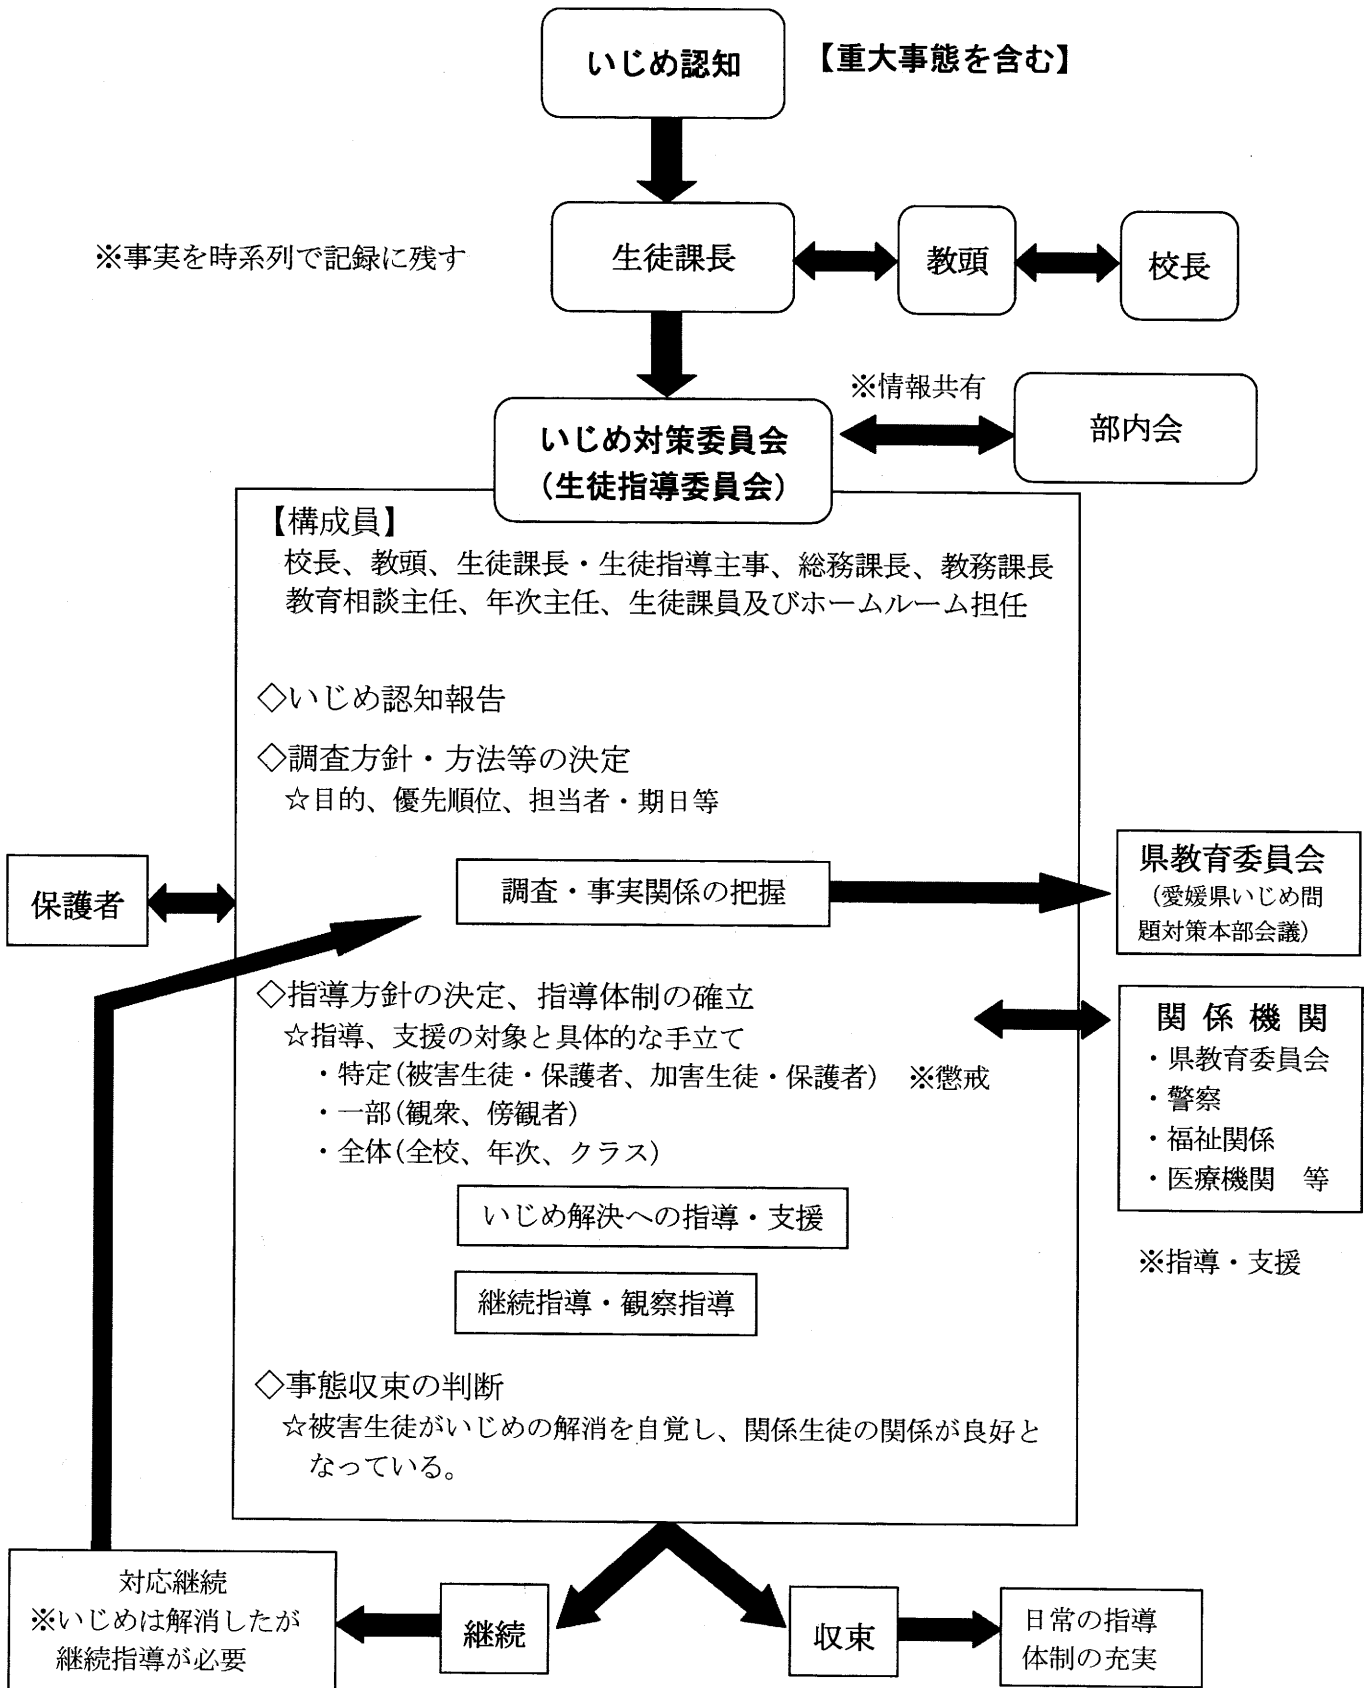 いじめ認知
【重大事態を含む】
※事実を時系列で記録に残す
生徒課長
教頭
校長
※情報共有
部内会
いじめ対策委員会
(生徒指導委員会)
【構成員】
校長、教頭、生徒課長・生徒指導主事、総務課長、教務課長
教育相談主任、年次主任、生徒課員及びホームルーム担任
◇いじめ認知報告
◇調査方針・方法等の決定
☆目的、優先順位、担当者・期日等
保護者
調査・事実関係の把握
県教育委員会
(愛媛県いじめ問
題対策本部会議)
◇指導方針の決定、指導体制の確立
☆指導、支援の対象と具体的な手立て
・特定(被害生徒・保護者、加害生徒・保護者) ※懲戒
・一部(観衆、傍観者)
・全体(全校、年次、クラス)
関係機関
・県教育委員会
・警察
・福祉関係
・医療機関 等
※指導・支援
いじめ解決への指導・支援
継続指導・観察指導
◇事態収束の判断
☆被害生徒がいじめの解消を自覚し、関係生徒の関係が良好と
なっている。
対応継続
※いじめは解消したが
継続指導が必要
継続
収束
日常の指導
体制の充実